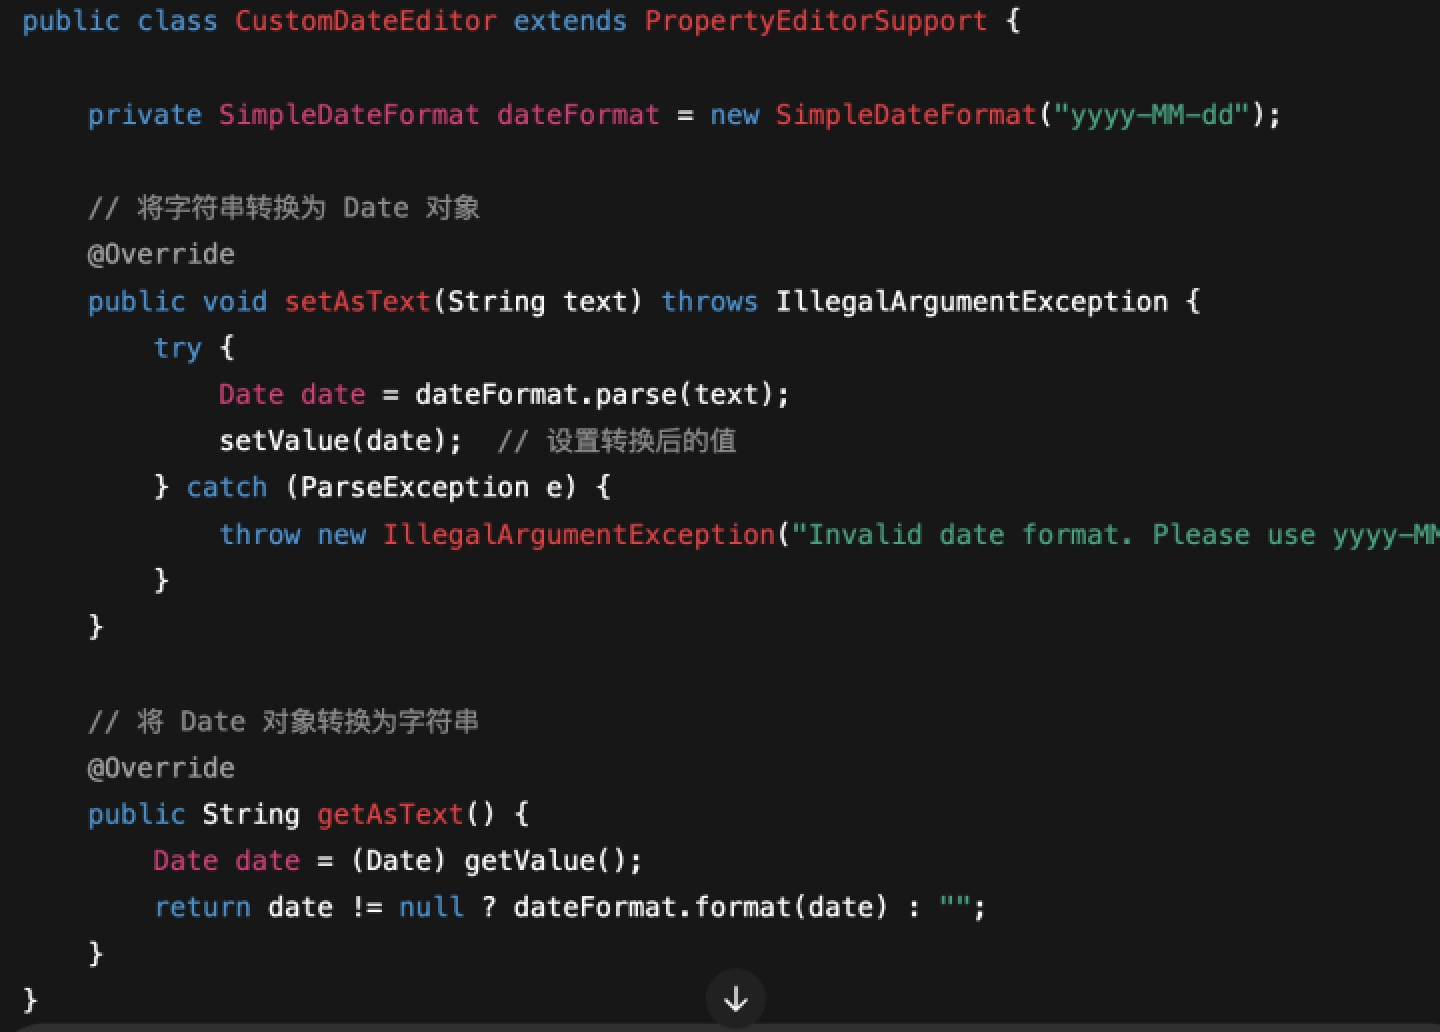 public class CustomDateEditor extends PropertyEditorSupport {
private SimpleDateFormat dateFormat = new SimpleDateFormat("yyyy-MM-dd");
// 将字符串转换为 Date 对象
@Override
public void setAsText(String text) throws IllegalArgumentException {
try {
Date date = dateFormat.parse(text);
setValue(date); // 设置转换后的值
} catch (ParseException e) {
throw new IllegalArgumentException("Invalid date format. Please use yyyy-MM
}
}
// 将 Date 对象转换为字符串
@Override
public String getAsText() {
Date date = (Date) getValue();
return date != null ? dateFormat.format(date) : "";
}
}